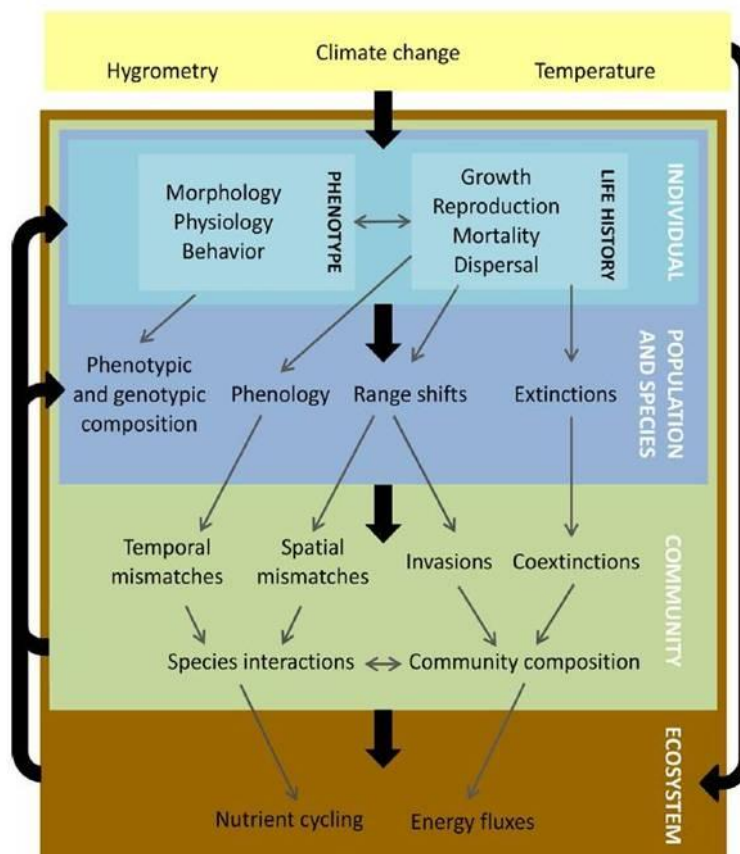 Climate change
Hygrometry
Temperature
INDIVIDUAL
Morphology
Physiology
Behavior
PHENOTYPE
Growth
Reproduction
Mortality
Dispersal
LIFE HISTORY
POPULATION
AND SPECIES
Phenotypic
and genotypic
composition
Phenology
Range shifts
Extinctions
COMMUNITY
Temporal
mismatches
Spatial
mismatches
Invasions
Coextinctions
Species interactions
Community composition
ECOSYSTEM
Nutrient cycling
Energy fluxes